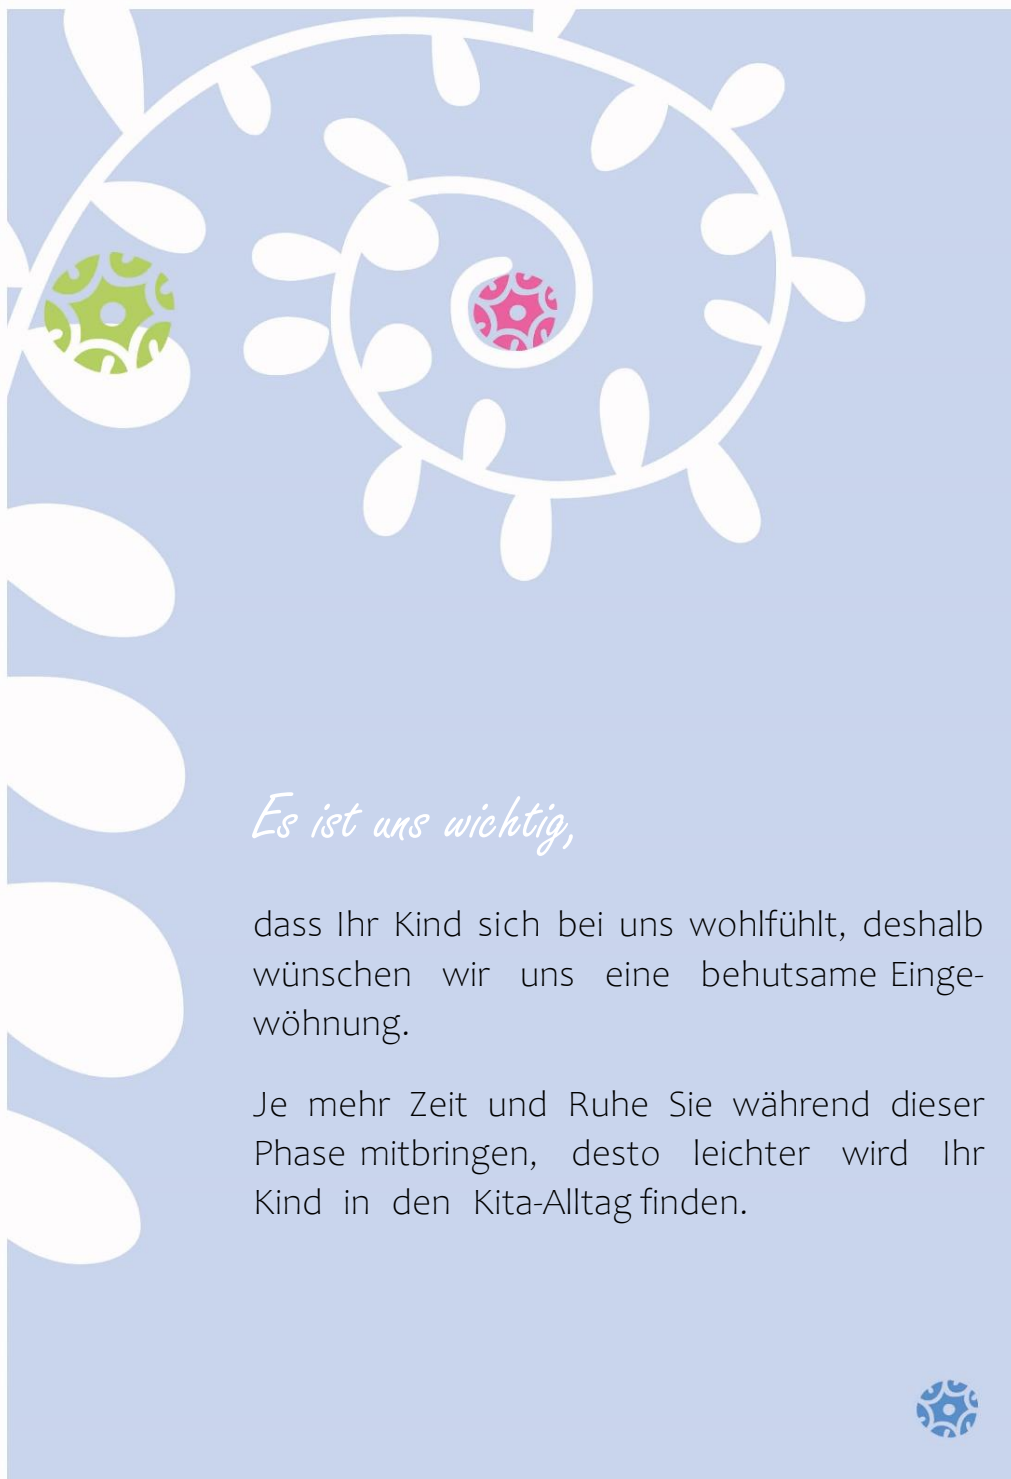 Es ist uns wichtig,
dass Ihr Kind sich bei uns wohlfühlt, deshalb
wünschen wir uns eine behutsame Einge-
wöhnung.
Je mehr Zeit und Ruhe Sie während dieser
Phase mitbringen, desto leichter wird Ihr
Kind in den Kita-Alltag finden.